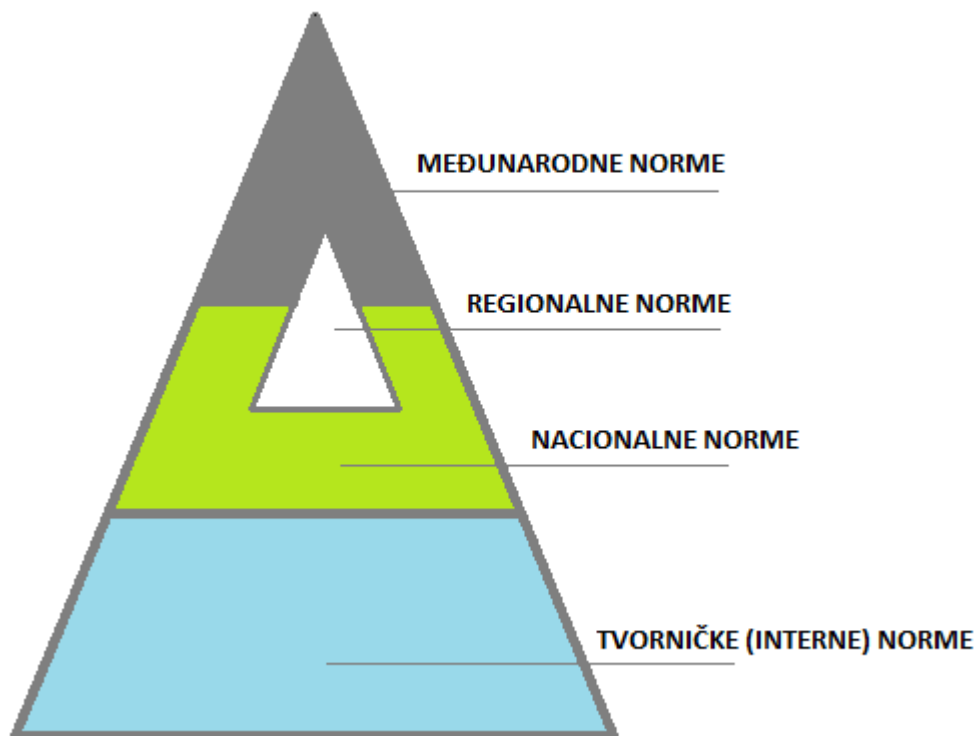 MEĐUNARODNE NORME
REGIONALNE NORME
NACIONALNE NORME
TVORNIČKE (INTERNE) NORME